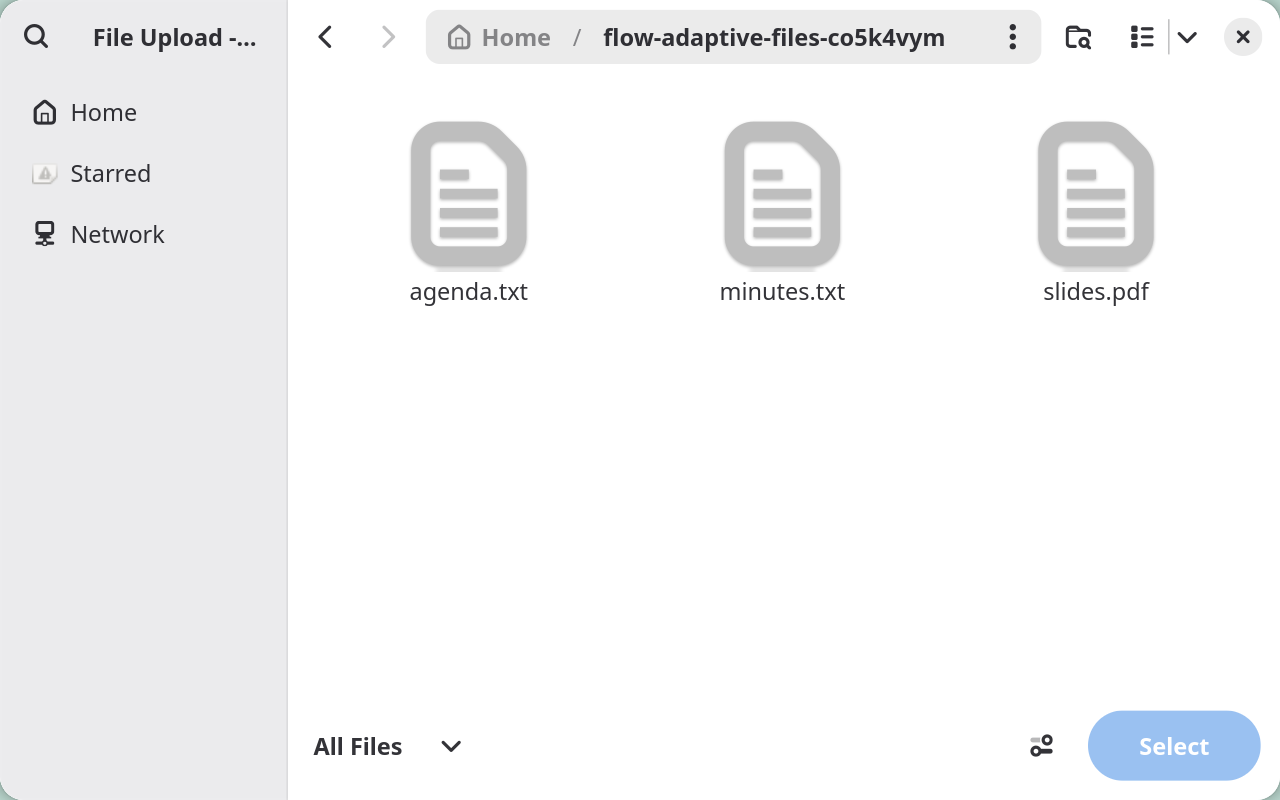 File Upload -...
Home / flow-adaptive-files-co5k4vym
Home
Starred
Network
agenda.txt
minutes.txt
slides.pdf
All Files
Select